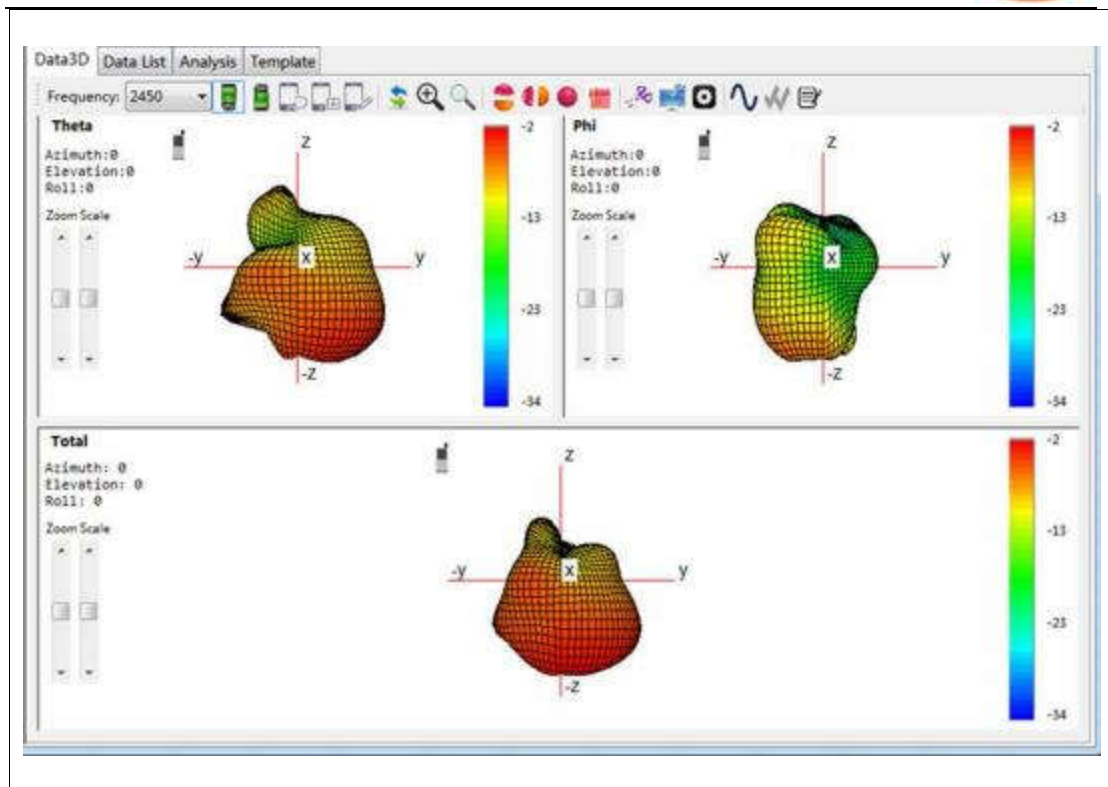 Data3D Data List Analysis Template
Frequency: 2450
Theta
Azimuth:0
Elevation:0
Roll:0
Zoom Scale
z
-y
x
y
-z
-2
-13
-23
-34
Phi
Azimuth:0
Elevation:0
Roll:0
Zoom Scale
z
-y
x
y
-z
-2
-13
-23
-34
Total
Azimuth: 0
Elevation: 0
Roll: 0
Zoom Scale
z
-y
x
y
-z
-2
-13
-23
-34